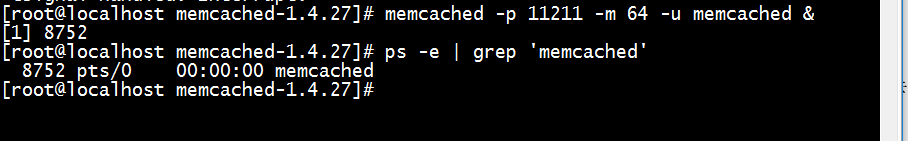 [root@localhost memcached-1.4.27]# memcached -p 11211 -m 64 -u memcached &
[1] 8752
[root@localhost memcached-1.4.27]# ps -e | grep 'memcached'
8752 pts/0    00:00:00 memcached
[root@localhost memcached-1.4.27]#